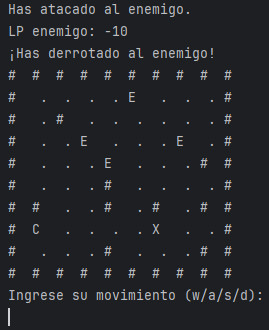 Has atacado al enemigo.
LP enemigo: -10
¡Has derrotado al enemigo!
# # # # # # # # # #
#  . . . . E . . . #
#  . # . . . . . . #
#  . . E . . . E . #
#  . . . E . . . # #
#  . . . # . . . . #
# #  . . # . # . # #
# C  . . . . X . . #
#  . . . # . . . # #
# # # # # # # # # #
Ingrese su movimiento (w/a/s/d):